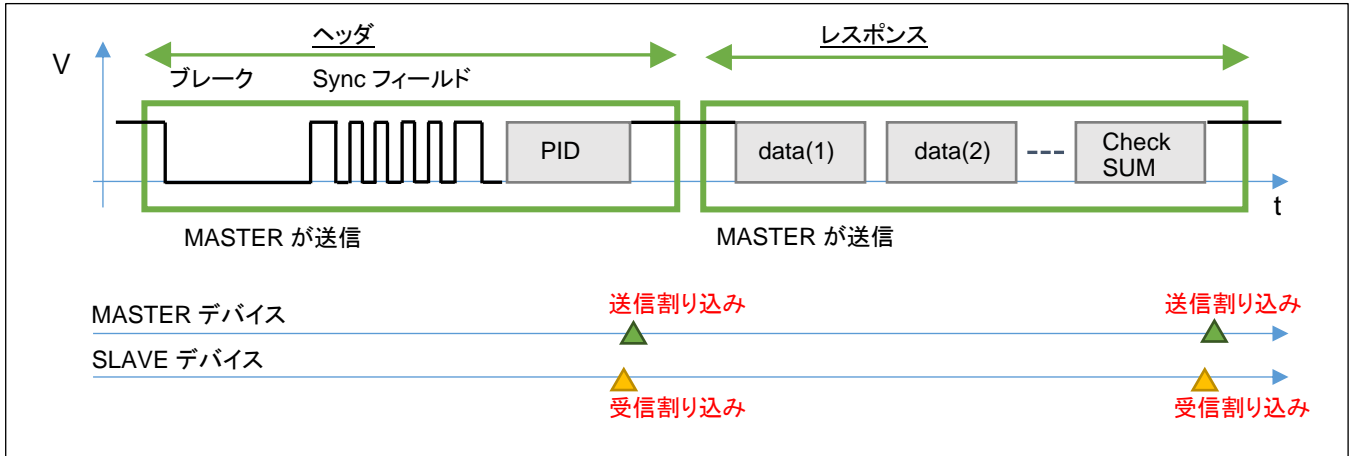 ヘッダ
レスポンス
V
ブレーク
Sync フィールド
PID
data(1)
data(2)
Check
SUM
t
MASTER が送信
MASTER が送信
送信割り込み
送信割り込み
MASTER デバイス
SLAVE デバイス
受信割り込み
受信割り込み